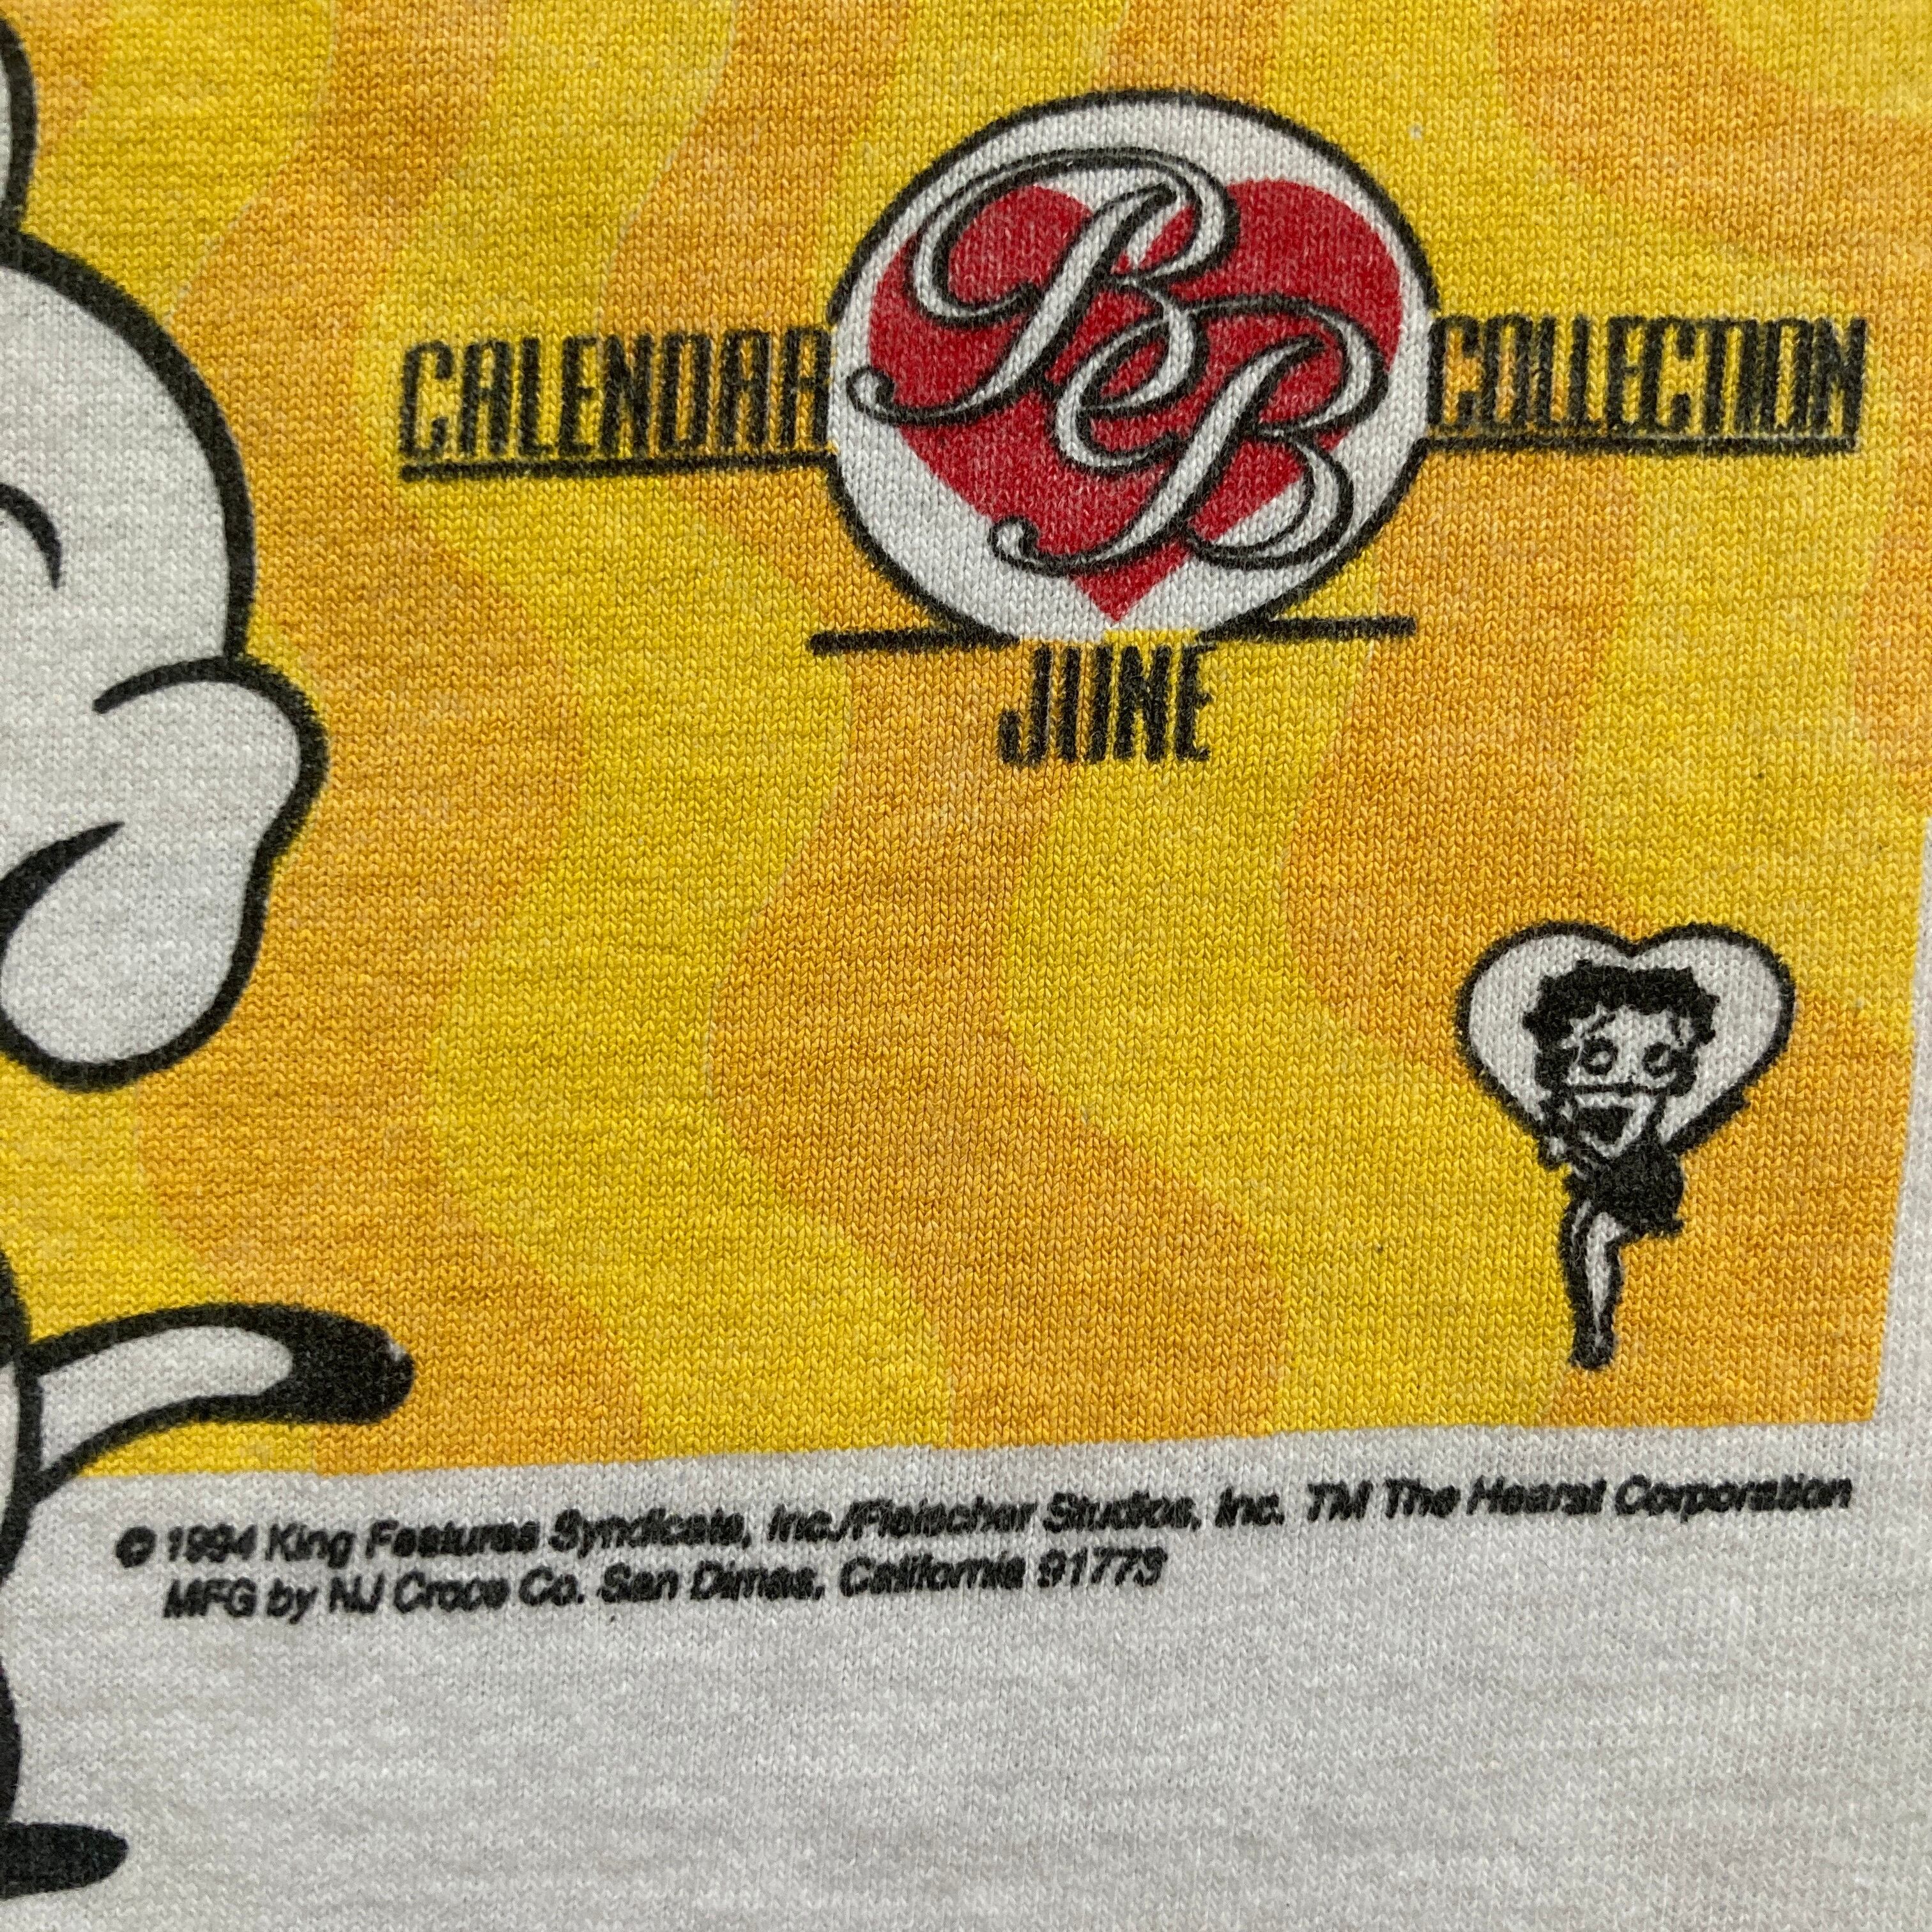 CALENDAR BB COLLECTION
JUNE
© 1994 King Features Syndicate, Inc./Fleischer Studios, Inc. TM The Hearst Corporation
MFG by NJ Croce Co. San Dimas, California 91773